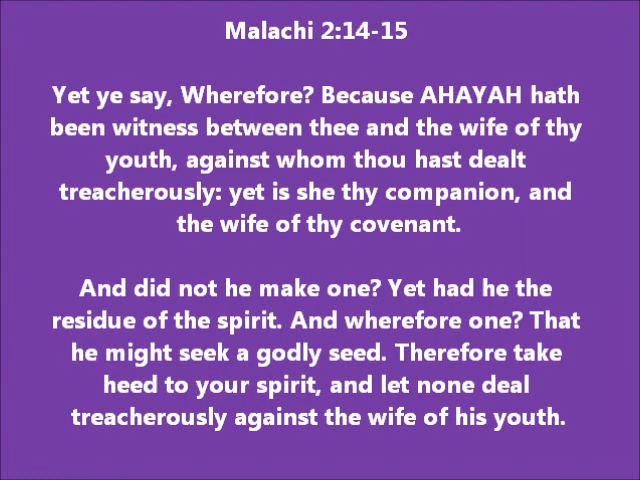 Malachi 2:14-15
Yet ye say, Wherefore? Because AHAYAH hath
been witness between thee and the wife of thy
youth, against whom thou hast dealt
treacherously: yet is she thy companion, and
the wife of thy covenant.
And did not he make one? Yet had he the
residue of the spirit. And wherefore one? That
he might seek a godly seed. Therefore take
heed to your spirit, and let none deal
treacherously against the wife of his youth.